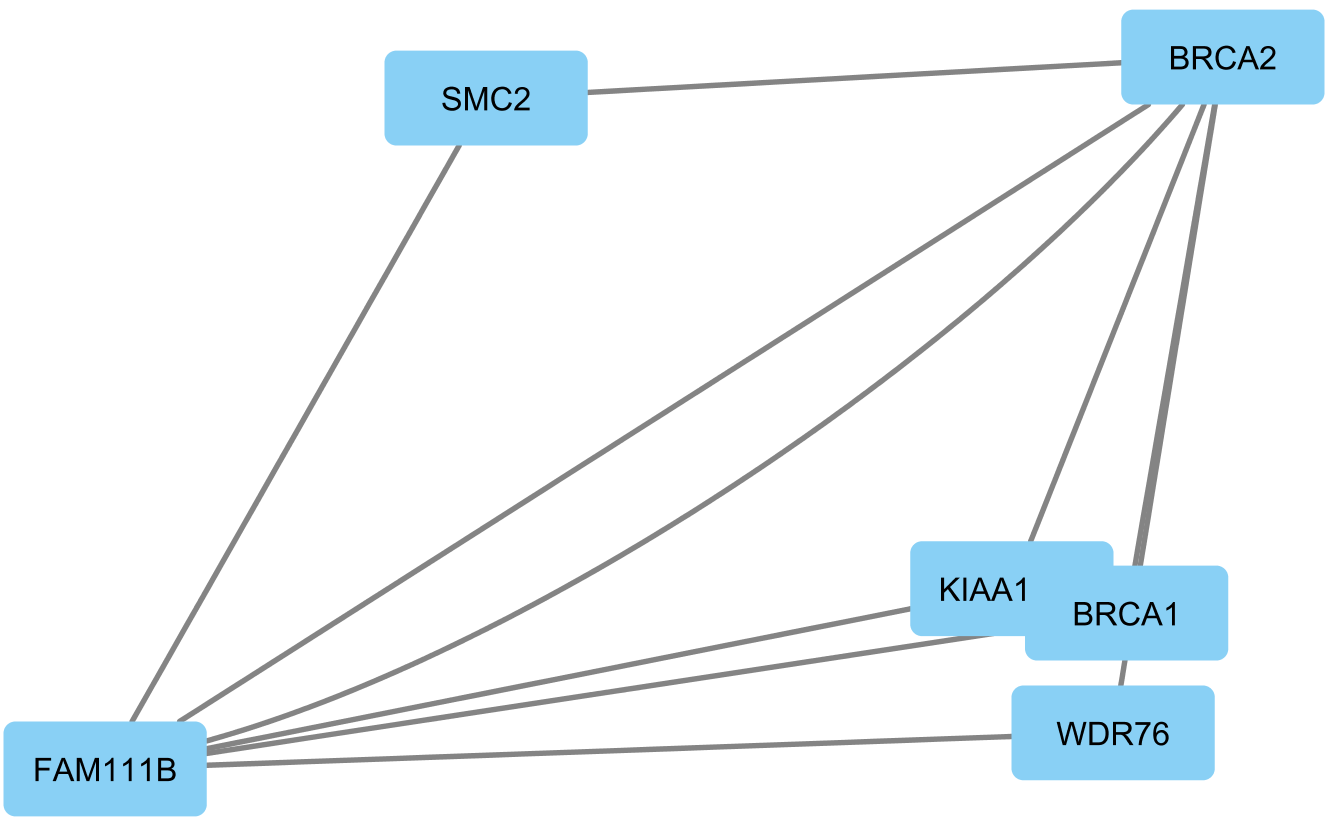 BRCA2
SMC2
KIAA1
BRCA1
WDR76
FAM111B